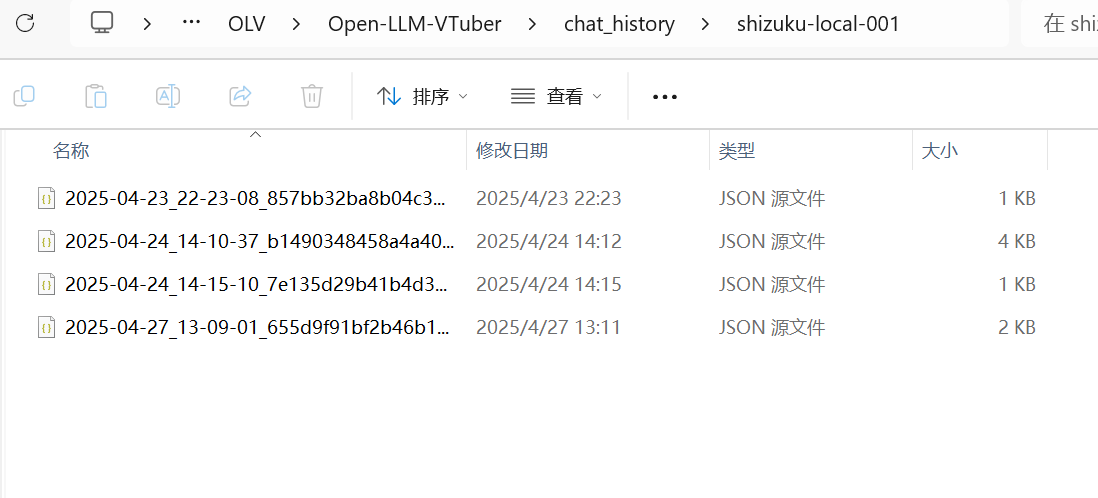 OLV Open-LLM-VTuber chat_history shizuku-local-001 在 shiz
排序 查看
名称 修改日期 类型 大小
2025-04-23_22-23-08_857bb32ba8b04c3... 2025/4/23 22:23 JSON 源文件 1 KB
2025-04-24_14-10-37_b1490348458a4a40... 2025/4/24 14:12 JSON 源文件 4 KB
2025-04-24_14-15-10_7e135d29b41b4d3... 2025/4/24 14:15 JSON 源文件 1 KB
2025-04-27_13-09-01_655d9f91bf2b46b1... 2025/4/27 13:11 JSON 源文件 2 KB